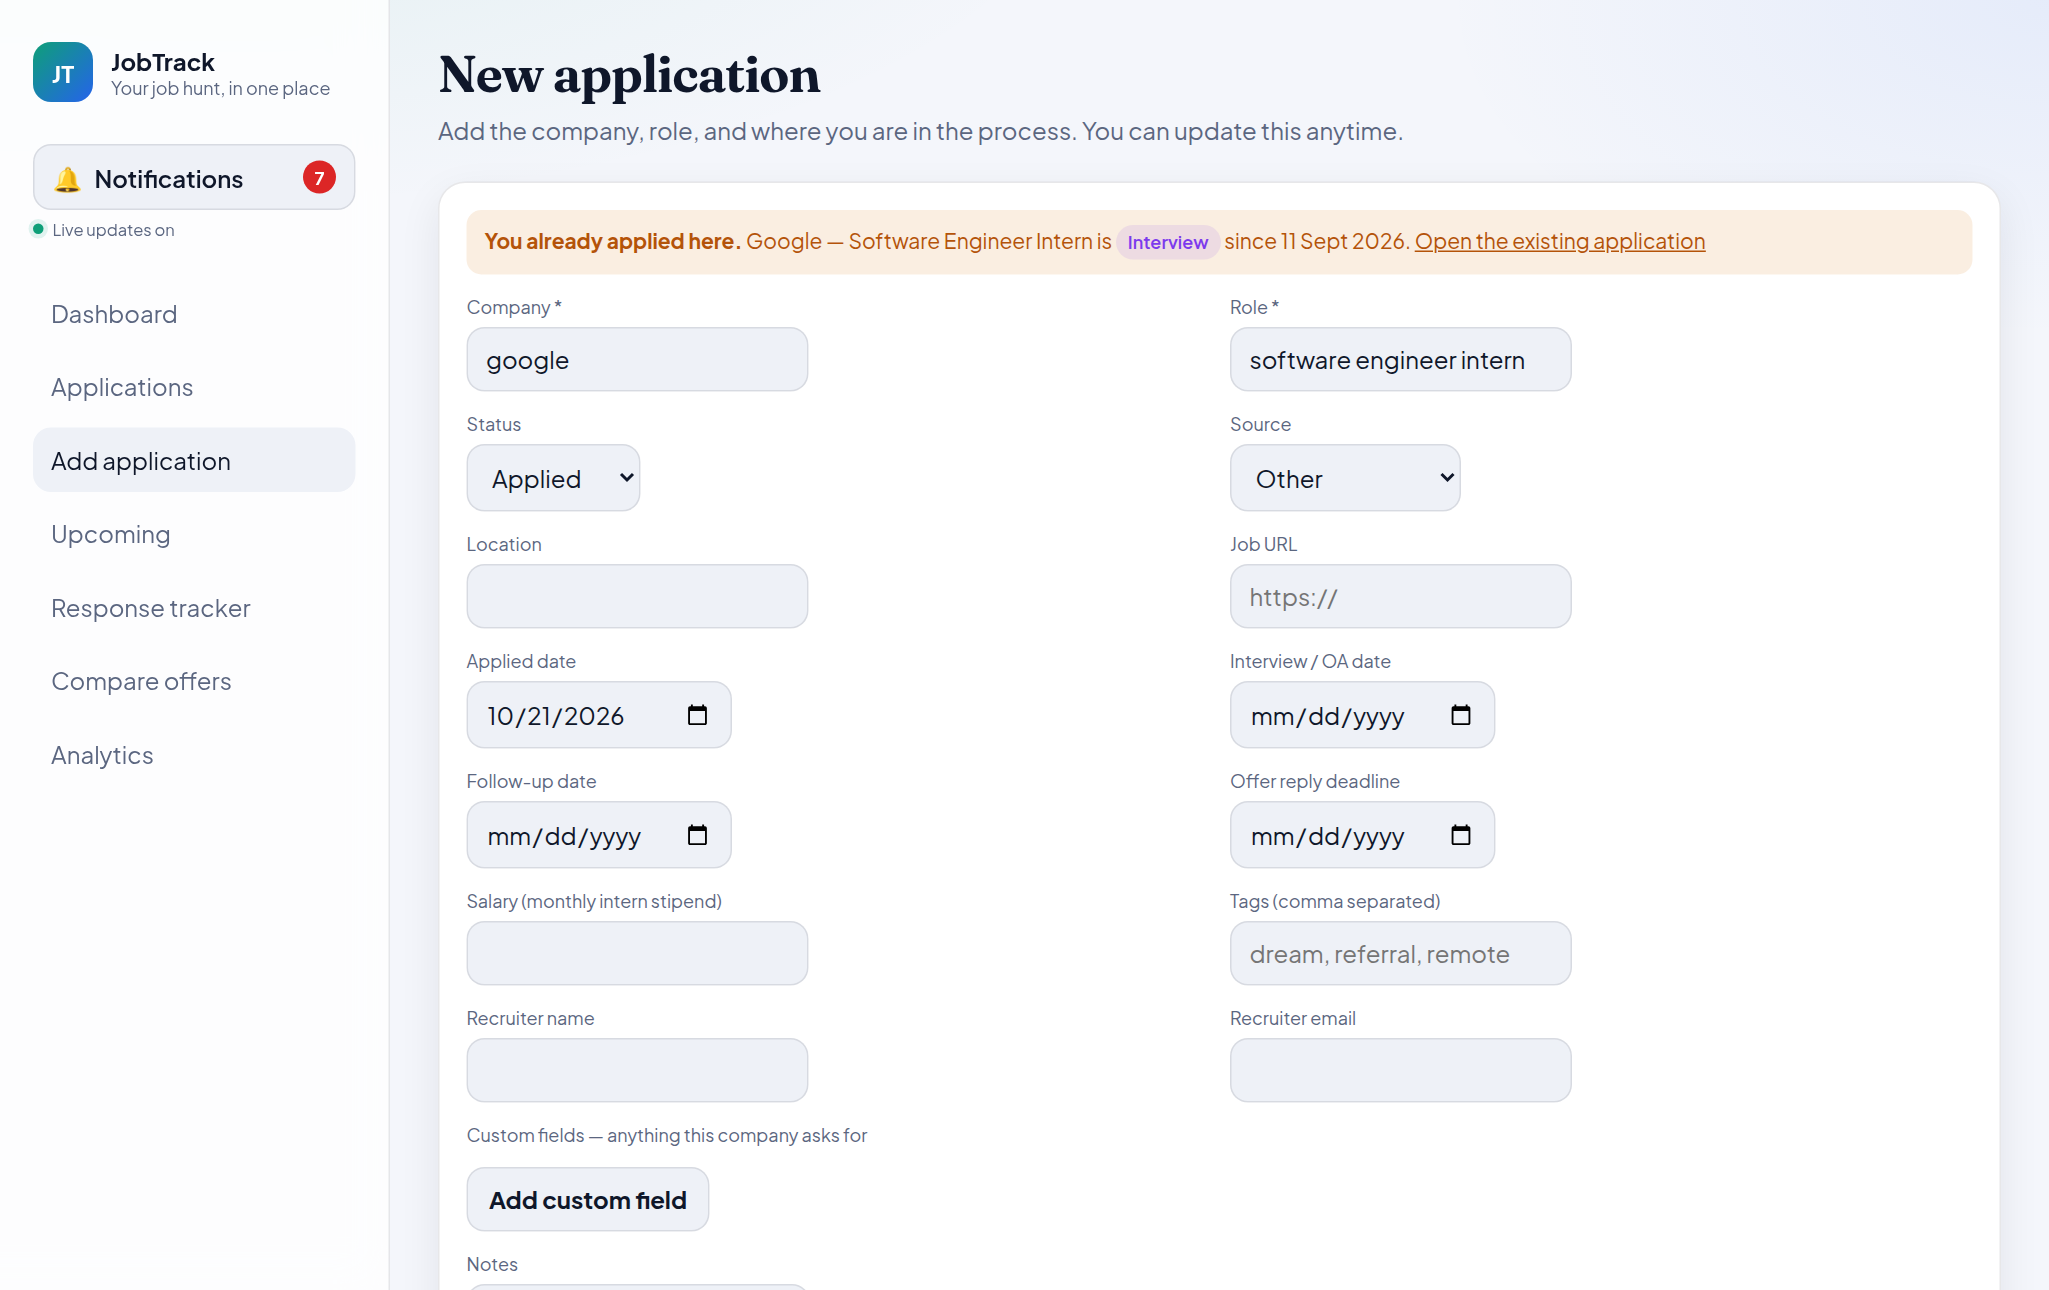 JT
JobTrack
Your job hunt, in one place
🔔 Notifications 7
Live updates on
Dashboard
Applications
Add application
Upcoming
Response tracker
Compare offers
Analytics
New application
Add the company, role, and where you are in the process. You can update this anytime.
You already applied here. Google — Software Engineer Intern is Interview since 11 Sept 2026. Open the existing application
Company * Role *
google software engineer intern
Status Source
Applied Other
Location Job URL
https://
Applied date Interview / OA date
10/21/2026 mm/dd/yyyy
Follow-up date Offer reply deadline
mm/dd/yyyy mm/dd/yyyy
Salary (monthly intern stipend) Tags (comma separated)
dream, referral, remote
Recruiter name Recruiter email
Custom fields — anything this company asks for
Add custom field
Notes